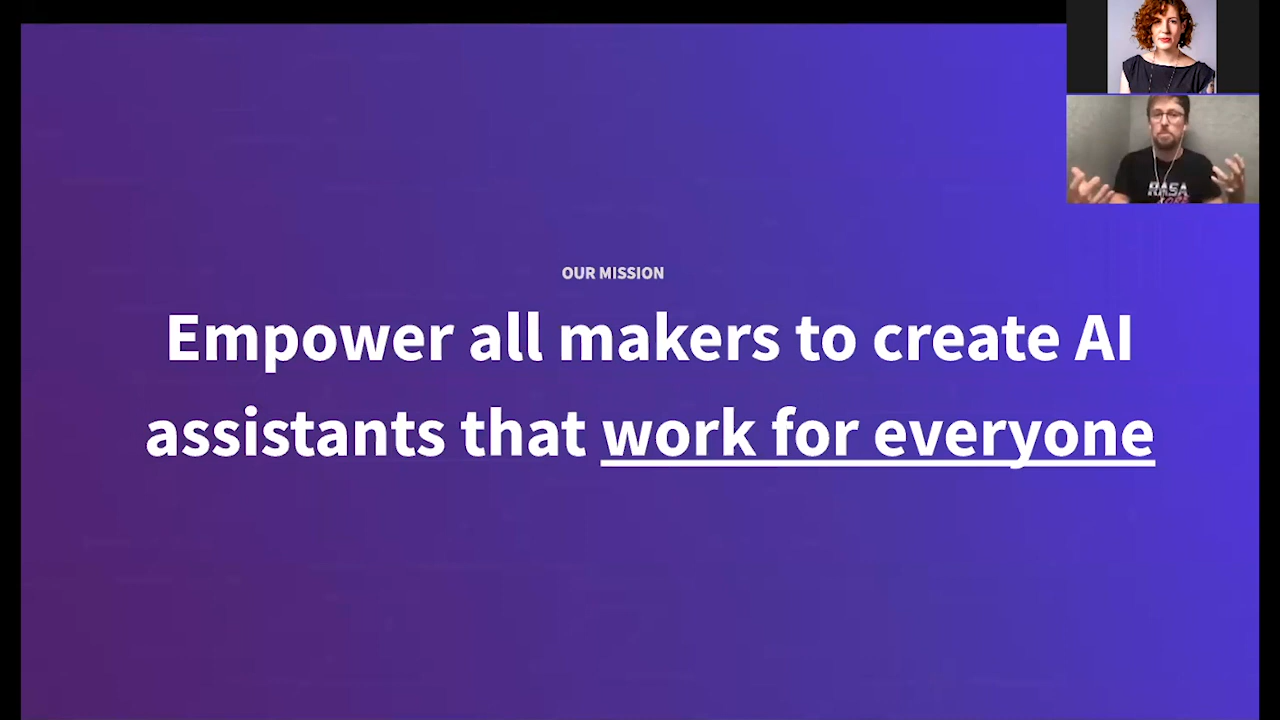 OUR MISSION
Empower all makers to create AI
assistants that work for everyone
RASA